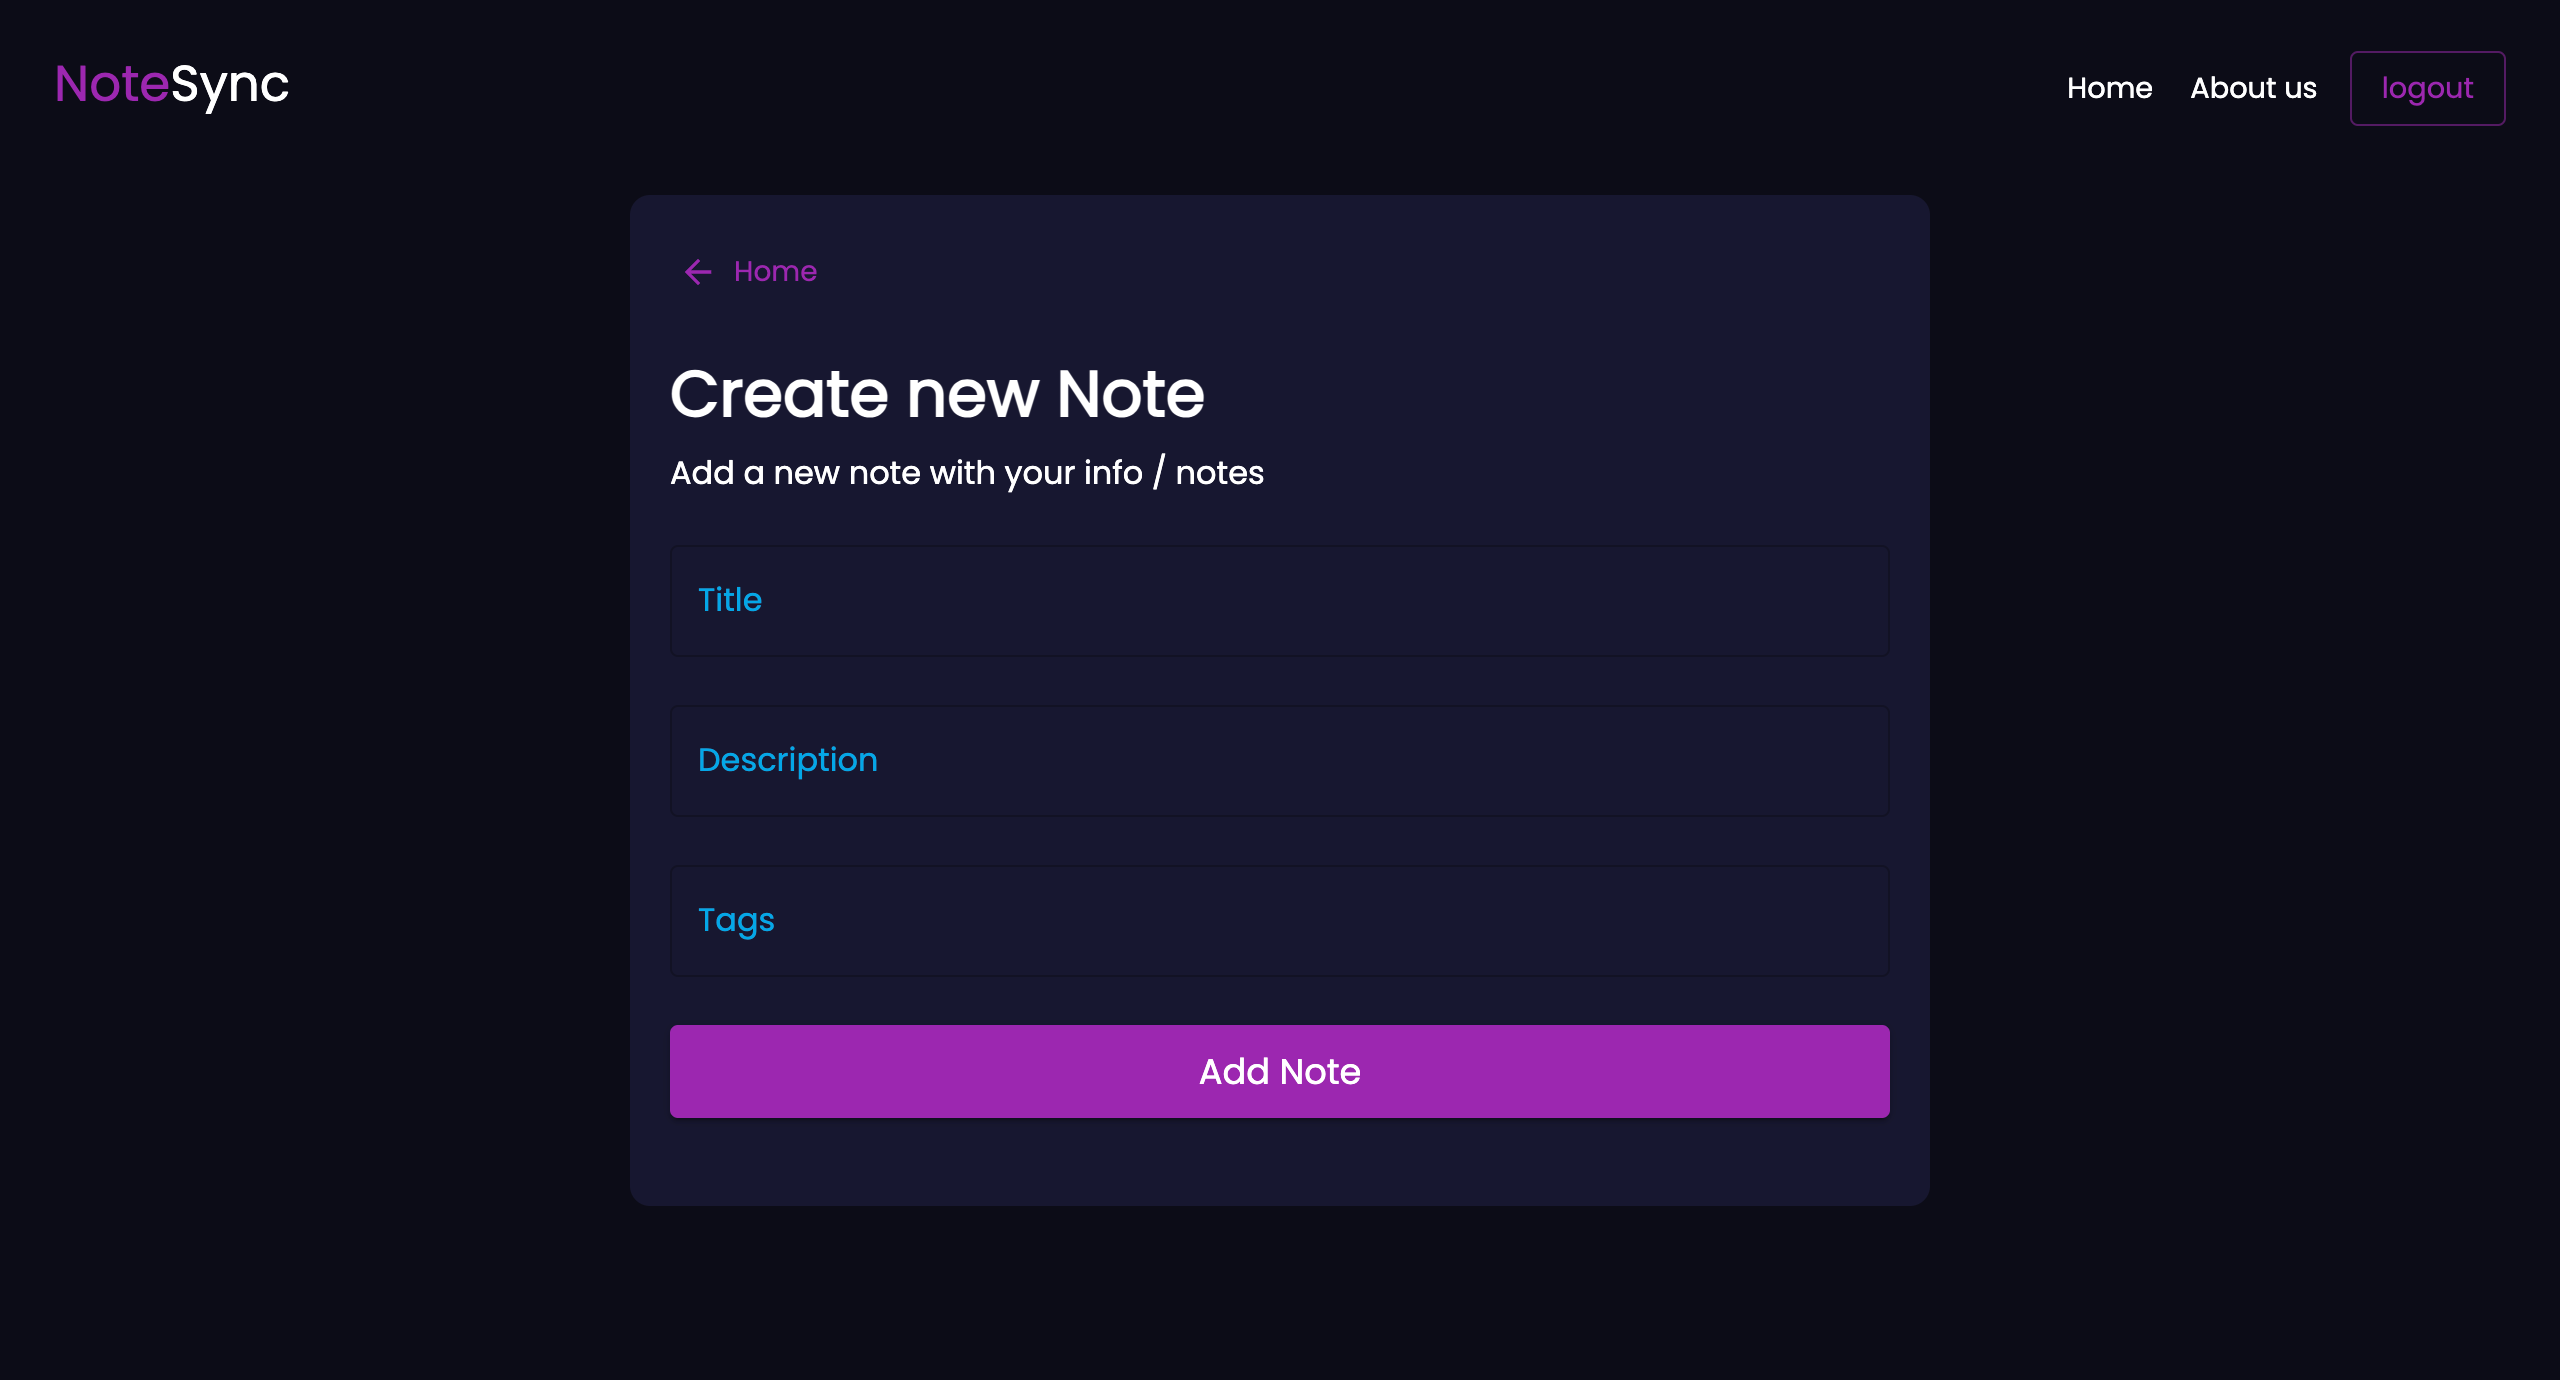 NoteSync
Home About us logout
Home
Create new Note
Add a new note with your info / notes
Title
Description
Tags
Add Note